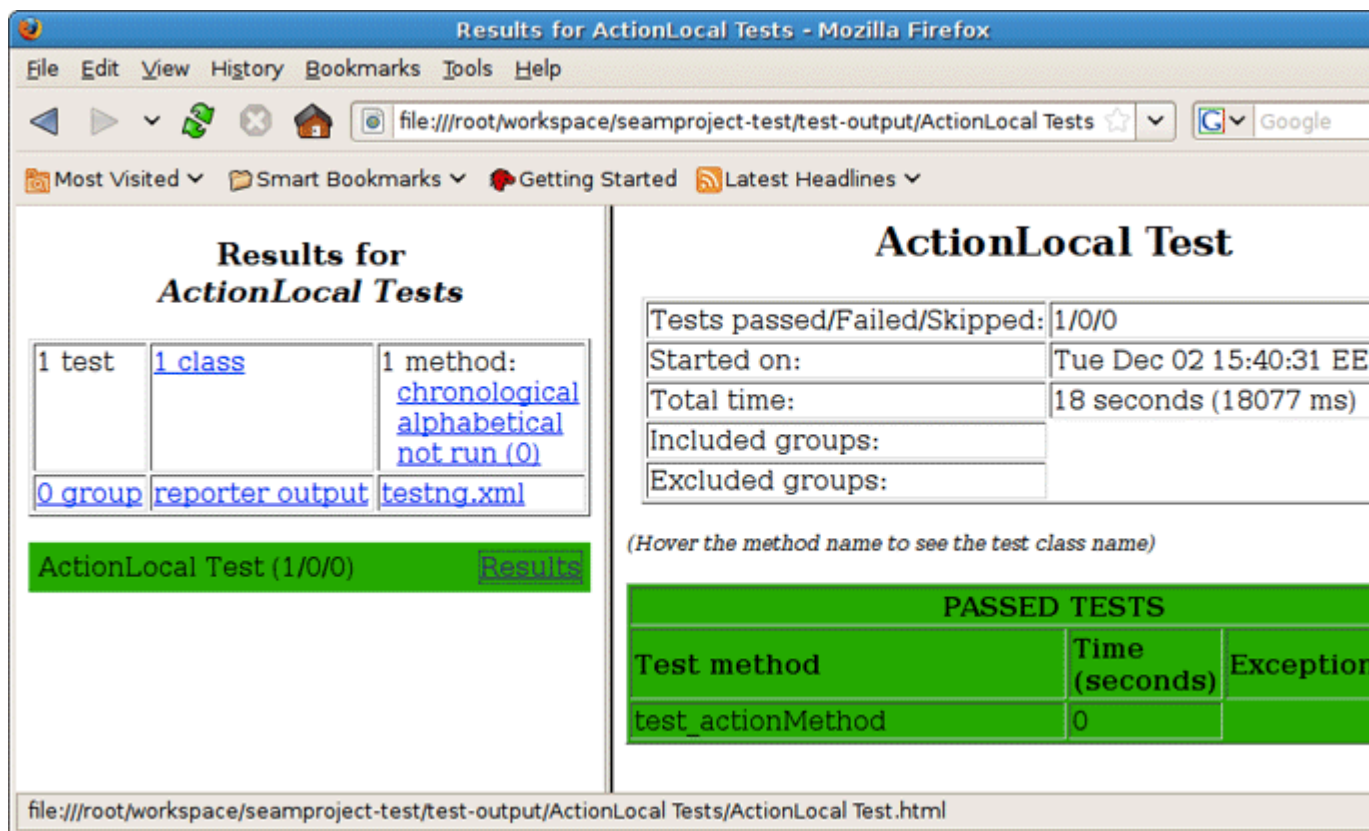 Results for ActionLocal Tests - Mozilla Firefox
File Edit View History Bookmarks Tools Help
file:///root/workspace/seamproject-test/test-output/ActionLocal Tests
Google
Most Visited Smart Bookmarks Getting Started Latest Headlines
Results for
ActionLocal Tests
1 test
1 class
1 method:
chronological
alphabetical
not run (0)
0 group
reporter output
testng.xml
ActionLocal Test (1/0/0) Results
ActionLocal Test
Tests passed/Failed/Skipped: 1/0/0
Started on: Tue Dec 02 15:40:31 EE
Total time: 18 seconds (18077 ms)
Included groups:
Excluded groups:
(Hover the method name to see the test class name)
PASSED TESTS
Test method
Time
(seconds)
Exception
test_actionMethod 0
file:///root/workspace/seamproject-test/test-output/ActionLocal Tests/ActionLocal Test.html